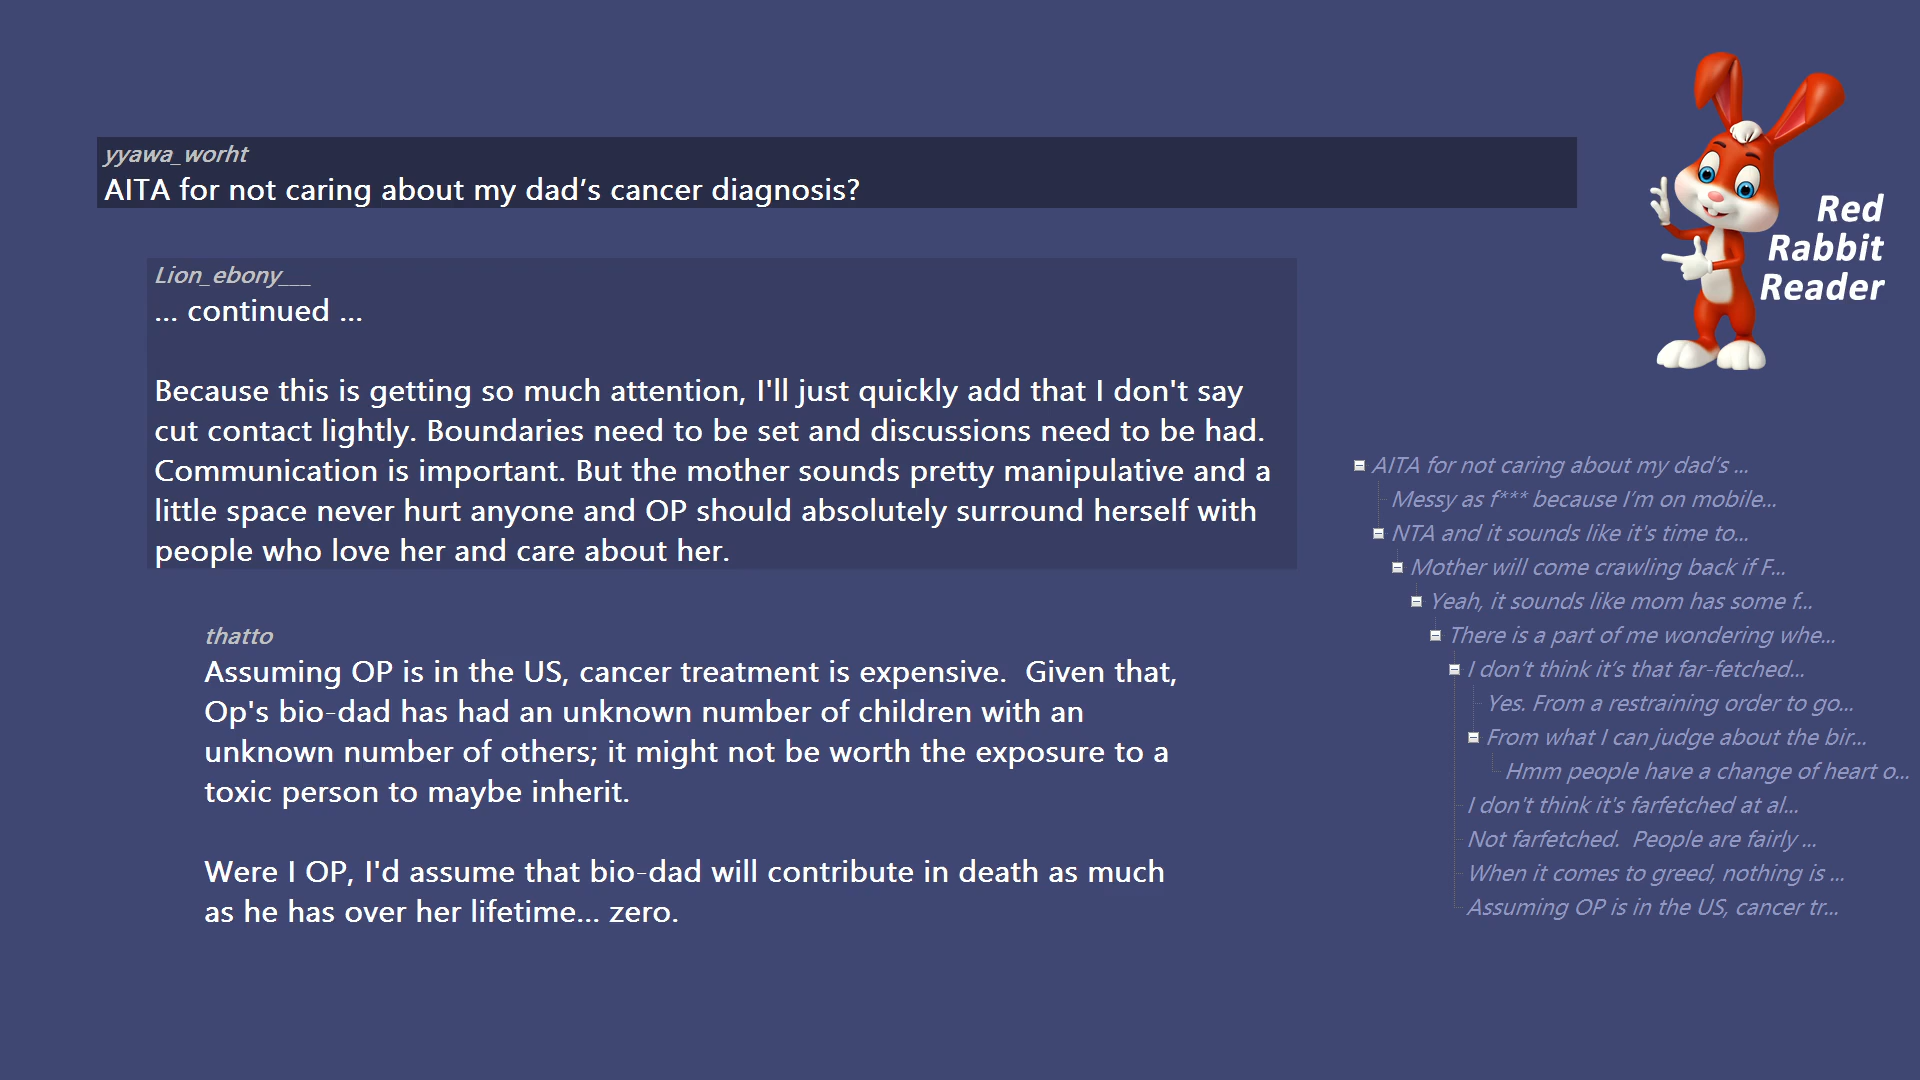 yyawa_worht
AITA for not caring about my dad’s cancer diagnosis?
Lion_ebony___
... continued ...
Because this is getting so much attention, I'll just quickly add that I don't say
cut contact lightly. Boundaries need to be set and discussions need to be had.
Communication is important. But the mother sounds pretty manipulative and a
little space never hurt anyone and OP should absolutely surround herself with
people who love her and care about her.
thatto
Assuming OP is in the US, cancer treatment is expensive.  Given that,
Op's bio-dad has had an unknown number of children with an
unknown number of others; it might not be worth the exposure to a
toxic person to maybe inherit.
Were I OP, I'd assume that bio-dad will contribute in death as much
as he has over her lifetime... zero.
Red
Rabbit
Reader
AITA for not caring about my dad’s ...
Messy as f*** because I’m on mobile...
NTA and it sounds like it's time to...
Mother will come crawling back if F...
Yeah, it sounds like mom has some f...
There is a part of me wondering whe...
I don’t think it’s that far-fetched...
Yes. From a restraining order to go...
From what I can judge about the bir...
Hmm people have a change of heart o...
I don't think it's farfetched at al...
Not farfetched.  People are fairly ...
When it comes to greed, nothing is ...
Assuming OP is in the US, cancer tr...